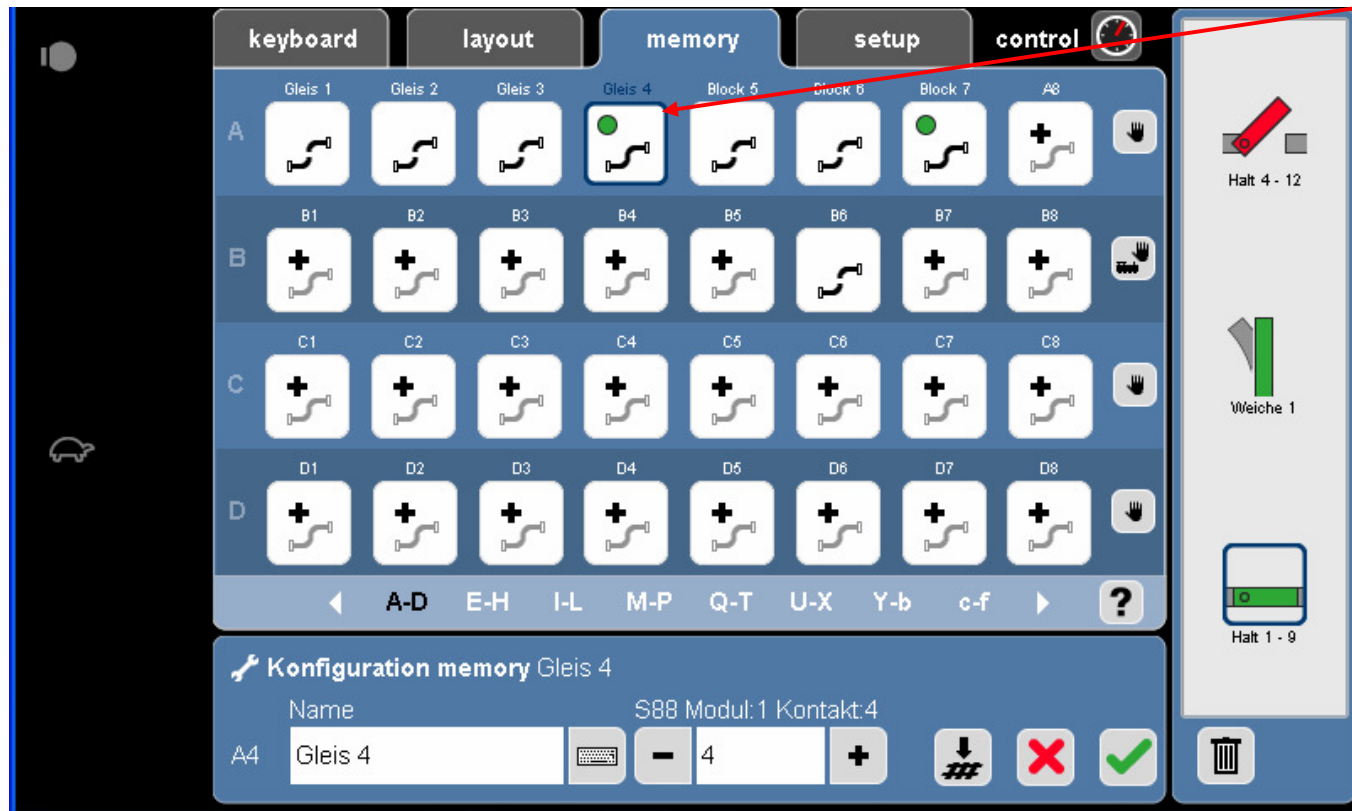 keyboard layout memory setup control
Gleis 1 Gleis 2 Gleis 3 Gleis 4 Block 5 Block 6 Block 7 A8
A
Halt 4 - 12
B1 B2 B3 B4 B5 B6 B7 B8
B
C1 C2 C3 C4 C5 C6 C7 C8
C
Weiche 1
D1 D2 D3 D4 D5 D6 D7 D8
D
A-D E-H I-L M-P Q-T U-X Y-b c-f ?
Halt 1 - 9
Konfiguration memory Gleis 4
Name S88 Modul:1 Kontakt:4
A4 Gleis 4 4